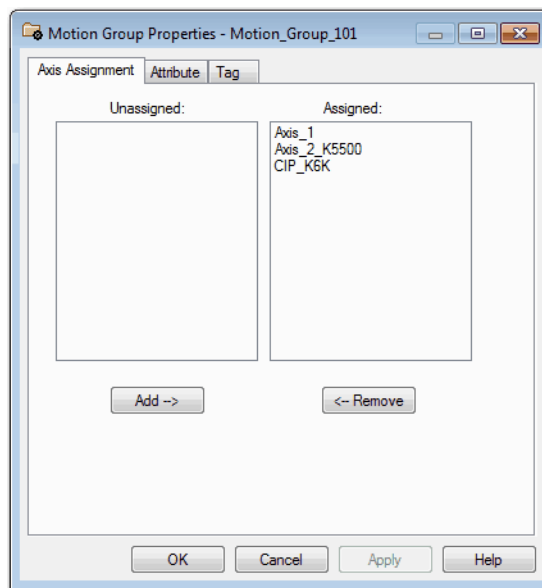 Motion Group Properties - Motion_Group_101
Axis Assignment Attribute Tag
Unassigned: Assigned:
Axis_1
Axis_2_K5500
CIP_K6K
Add --> <-- Remove
OK Cancel Apply Help